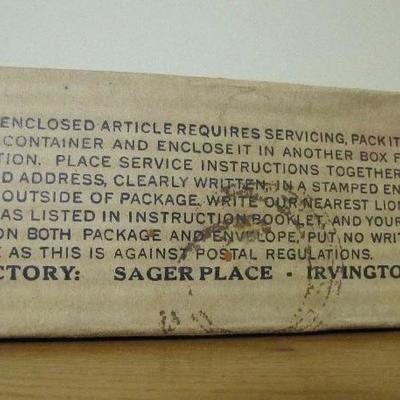 ENCLOSED ARTICLE REQUIRES SERVICING, PACK IT
CONTAINER AND ENCLOSE IT IN ANOTHER BOX F
TION. PLACE SERVICE INSTRUCTIONS TOGETHER
D ADDRESS, CLEARLY WRITTEN, IN A STAMPED EN
OUTSIDE OF PACKAGE, WRITE OUR NEAREST LION
AS LISTED IN INSTRUCTION BOOKLET, AND YOUR
ON BOTH PACKAGE AND ENVELOPE, PUT NO WRIT
AS THIS IS AGAINST POSTAL REGULATIONS.
CTORY: SAGER PLACE - IRVINGTO